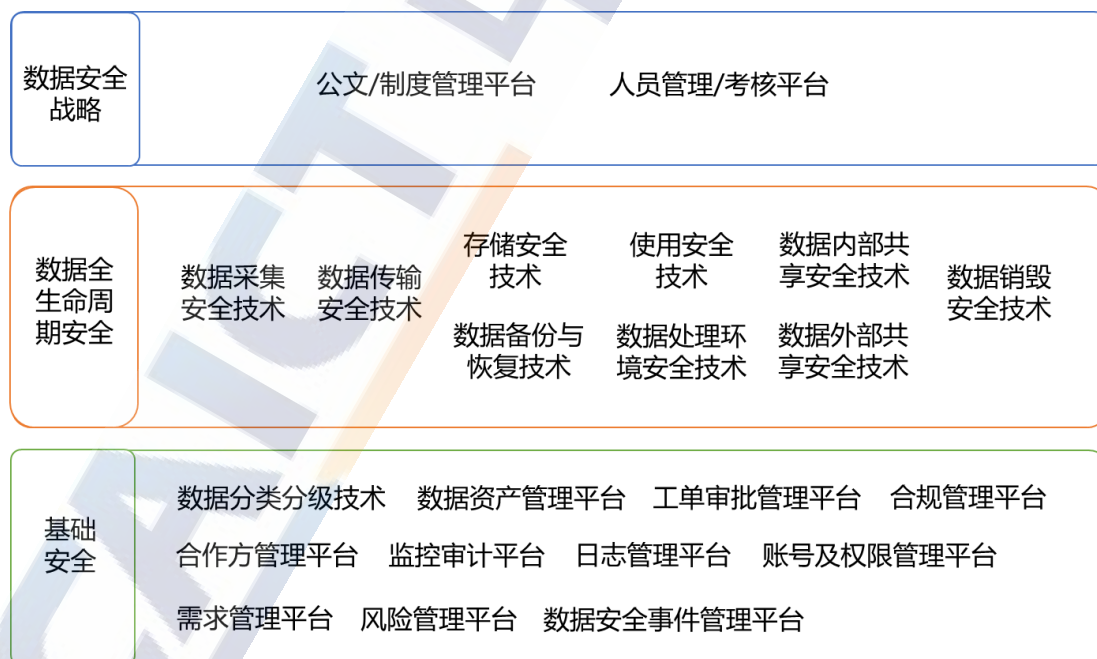 数据安全
战略
公文/制度管理平台 人员管理/考核平台
数据全
生命周
期安全
数据采集
安全技术
数据传输
安全技术
存储安全
技术
数据备份与
恢复技术
使用安全
技术
数据处理环
境安全技术
数据内部共
享安全技术
数据外部共
享安全技术
数据销毁
安全技术
基础
安全
数据分类分级技术 数据资产管理平台 工单审批管理平台 合规管理平台
合作方管理平台 监控审计平台 日志管理平台 账号及权限管理平台
需求管理平台 风险管理平台 数据安全事件管理平台
CAICT